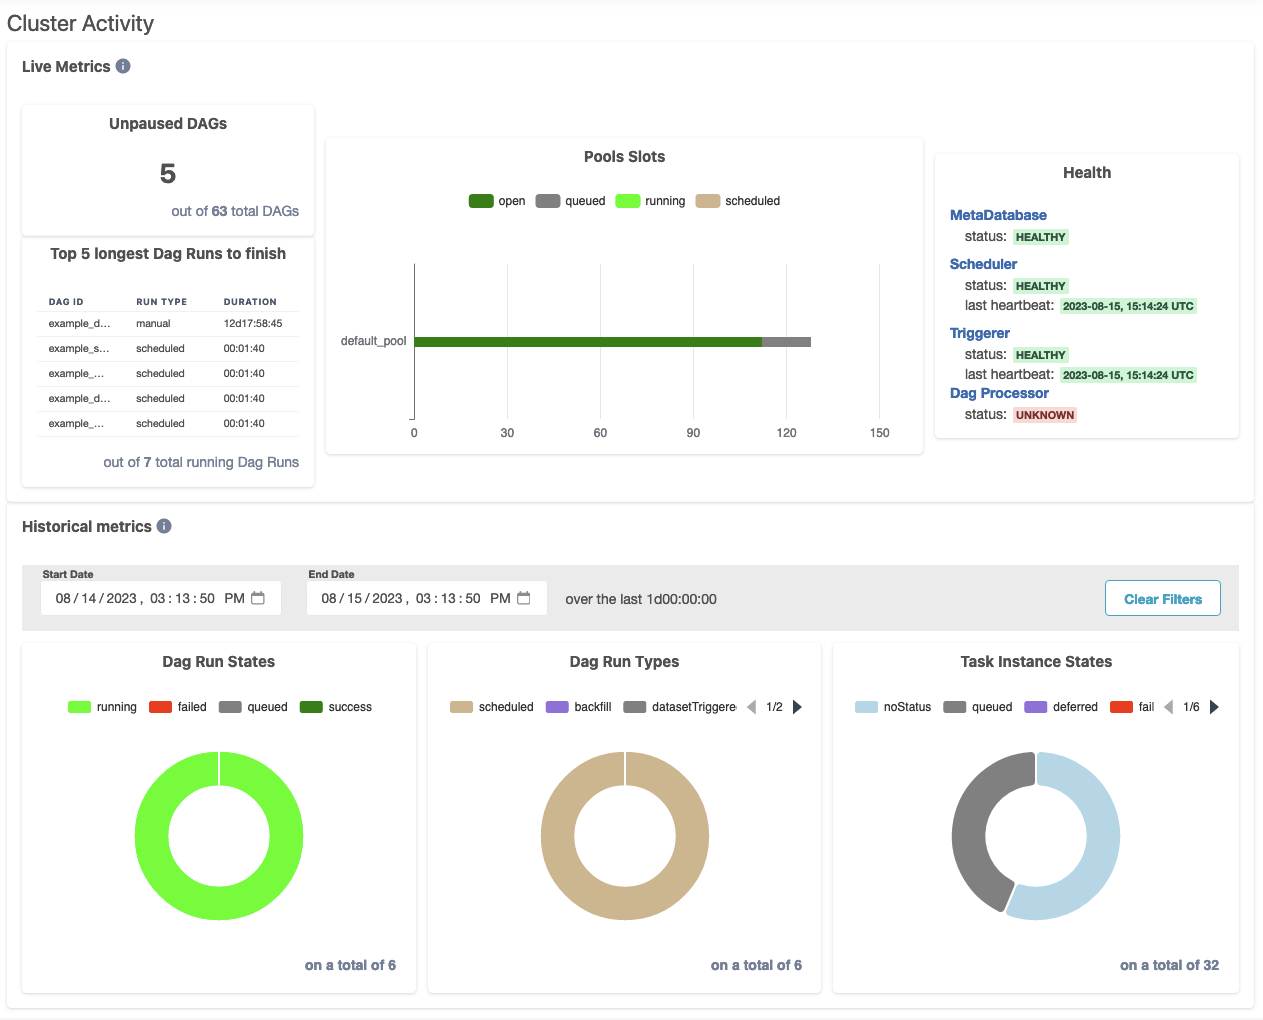 Cluster Activity
Live Metrics
Unpaused DAGs
5
out of 63 total DAGs
Top 5 longest Dag Runs to finish
DAG ID RUN TYPE DURATION
example_d... manual 12d17:58:45
example_s... scheduled 00:01:40
example_... scheduled 00:01:40
example_d... scheduled 00:01:40
example_... scheduled 00:01:40
out of 7 total running Dag Runs
Pools Slots
open queued running scheduled
default_pool
0 30 60 90 120 150
Health
MetaDatabase
status: HEALTHY
Scheduler
status: HEALTHY
last heartbeat: 2023-08-15, 15:14:24 UTC
Triggerer
status: HEALTHY
last heartbeat: 2023-08-15, 15:14:24 UTC
Dag Processor
status: UNKNOWN
Historical metrics
Start Date
08/14/2023, 03:13:50 PM
End Date
08/15/2023, 03:13:50 PM
over the last 1d00:00:00
Clear Filters
Dag Run States
running failed queued success
on a total of 6
Dag Run Types
scheduled backfill datasetTriggere 1/2
on a total of 6
Task Instance States
noStatus queued deferred fail 1/6
on a total of 32